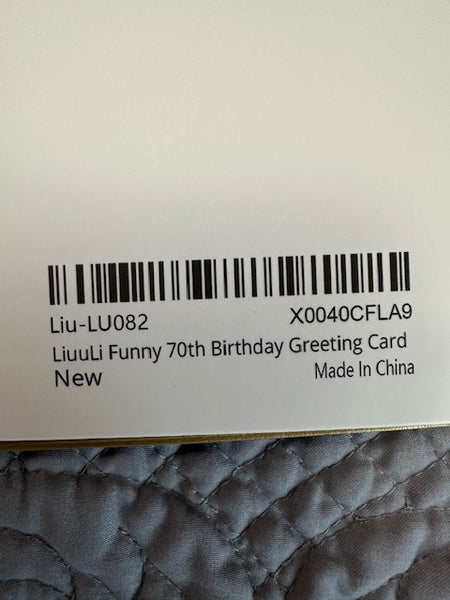 Liu-LU082 X0040CFLA9
LiuuLi Funny 70th Birthday Greeting Card
New Made In China